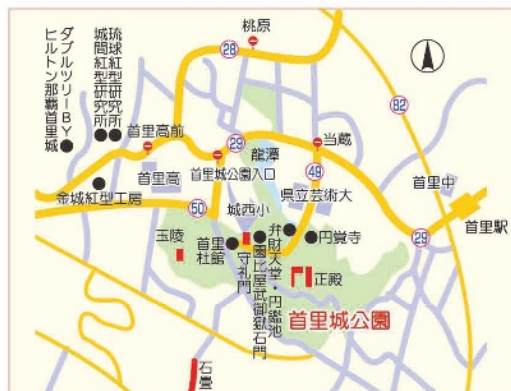 桃原
28
82
ダブルツリーBY
ヒルトン那覇首里城
城間紅型研究所
琉球紅型研究所
首里高前
29
龍潭
当蔵
首里高
首里城公園入口
49
首里中
金城紅型工房
城西小
県立芸術大
首里駅
50
29
玉陵
首里
杜館
守礼門
園比屋武御嶽石門
弁財天堂・円鑑池
円覚寺
正殿
首里城公園
石畳